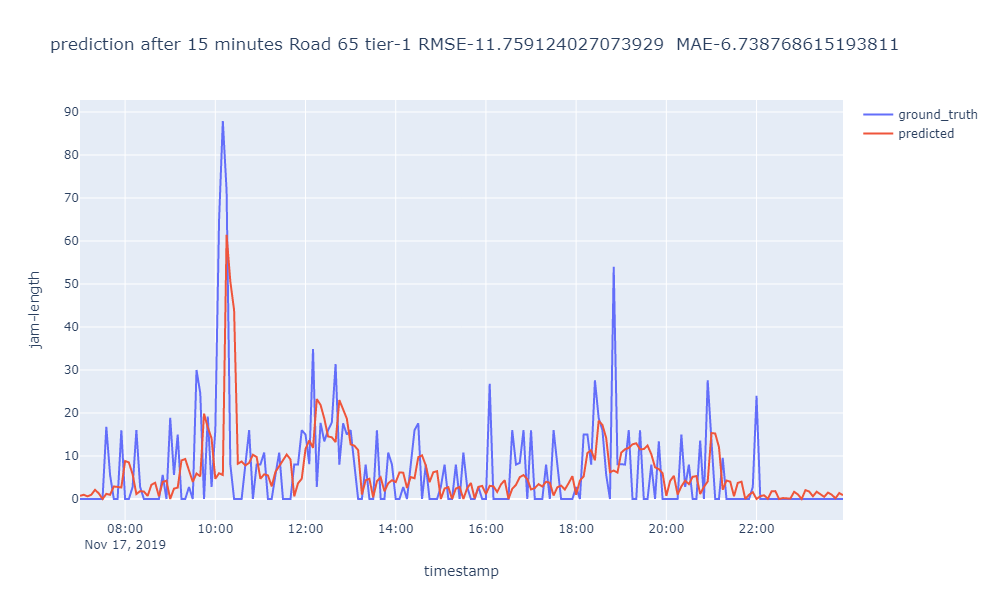 prediction after 15 minutes Road 65 tier-1 RMSE-11.759124027073929  MAE-6.738768615193811
ground_truth
predicted
90
80
70
60
50
40
30
20
10
0
jam-length
08:00 10:00 12:00 14:00 16:00 18:00 20:00 22:00
Nov 17, 2019
timestamp